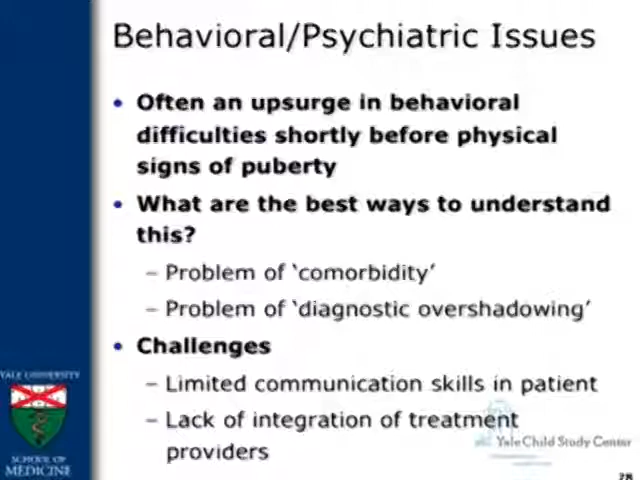 Behavioral/Psychiatric Issues
• Often an upsurge in behavioral
difficulties shortly before physical
signs of puberty
• What are the best ways to understand
this?
– Problem of ‘comorbidity’
– Problem of ‘diagnostic overshadowing’
• Challenges
– Limited communication skills in patient
– Lack of integration of treatment
providers
YALE UNIVERSITY
SCHOOL OF
MEDICINE
Yale Child Study Center
28